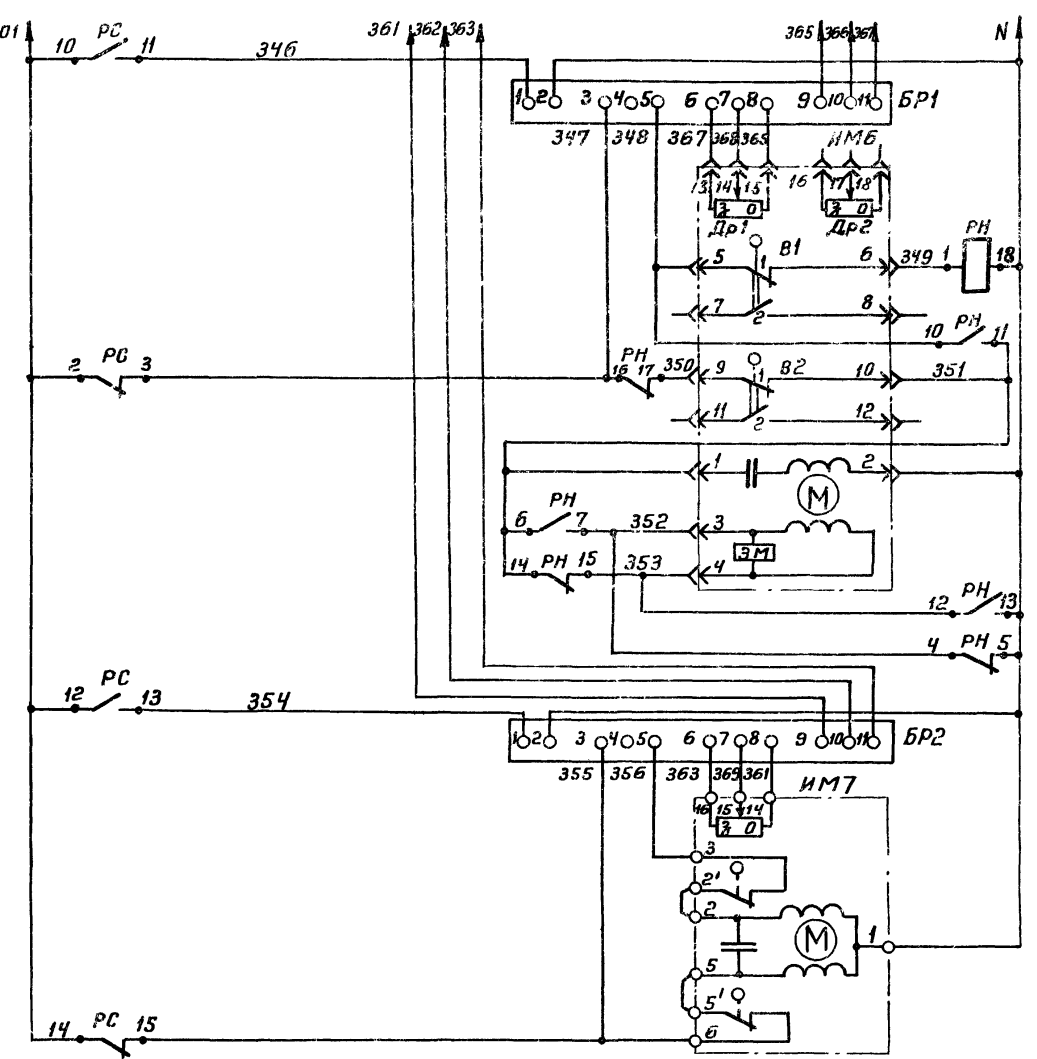 01 361 362 363 365 366 367 N
10 РС 11 346
1 2 3 4 5 6 7 8 9 10 11 БР1
347 348 367 368 365 ИМ6
13 14 15 16 17 18
З О З О
Др1 Др2 РН
5 1 В1 6 349 1 18
7 2 8
10 РН 11
2 РС 3 РН 16 17 350 9 1 В2 10 351
11 2 12
1 2
М
6 РН 7 352 3
ЭМ
14 РН 15 353 4
12 РН 13
4 РН 5
12 РС 13 354
1 2 3 4 5 6 7 8 9 10 11 БР2
355 356 363 369 361 ИМ7
16 15 14
З О
3
2'
2
М 1
5
5'
14 РС 15 6